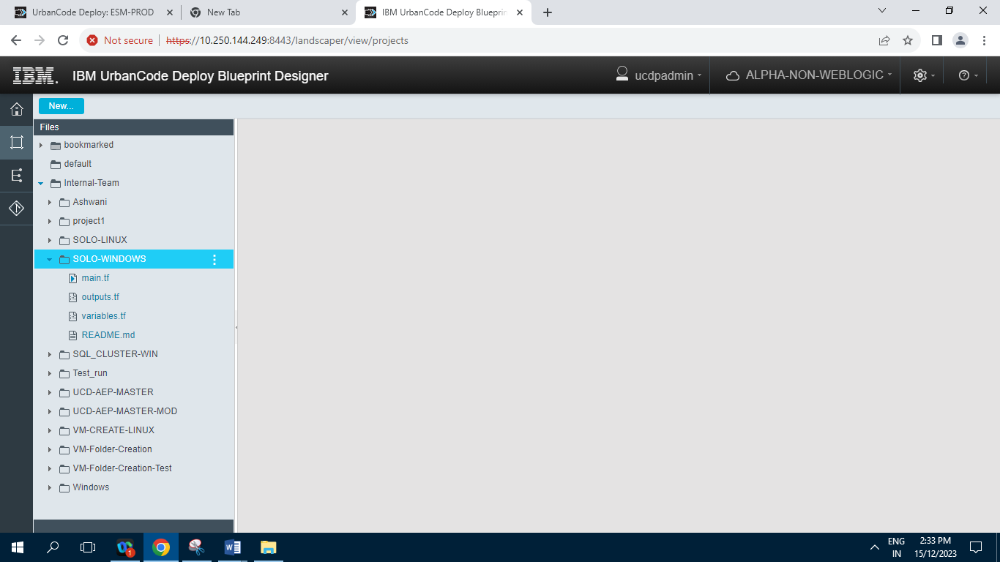 UrbanCode Deploy: ESM-PROD
New Tab
IBM UrbanCode Deploy Blueprin
Not secure
https://10.250.144.249:8443/landscaper/view/projects
IBM. IBM UrbanCode Deploy Blueprint Designer
ucdpadmin
ALPHA-NON-WEBLOGIC
New...
Files
bookmarked
default
Internal-Team
Ashwani
project1
SOLO-LINUX
SOLO-WINDOWS
main.tf
outputs.tf
variables.tf
README.md
SQL_CLUSTER-WIN
Test_run
UCD-AEP-MASTER
UCD-AEP-MASTER-MOD
VM-CREATE-LINUX
VM-Folder-Creation
VM-Folder-Creation-Test
Windows
1
ENG
IN
2:33 PM
15/12/2023